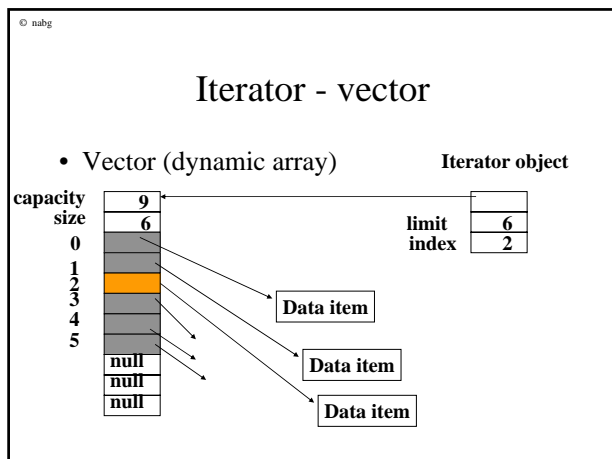 © nabg
Iterator - vector
• Vector (dynamic array)
Iterator object
capacity 9
size 6
limit 6
index 2
0
1
2
3
4
5
null
null
null
Data item
Data item
Data item